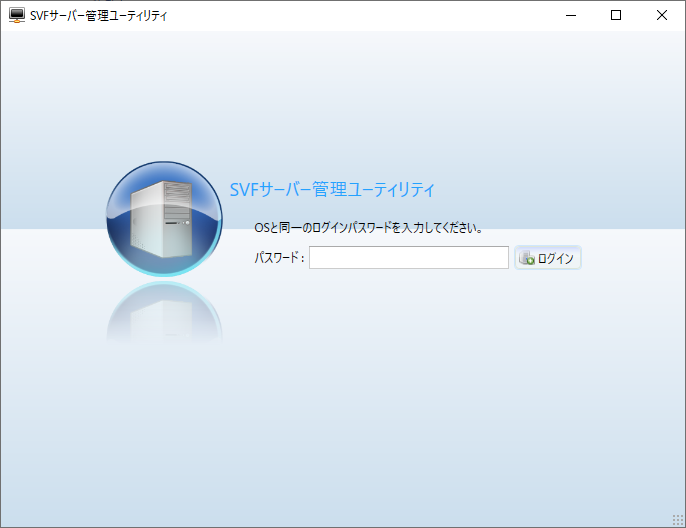 SVFサーバー管理ユーティリティ
SVFサーバー管理ユーティリティ
OSと同一のログインパスワードを入力してください。
パスワード :
ログイン